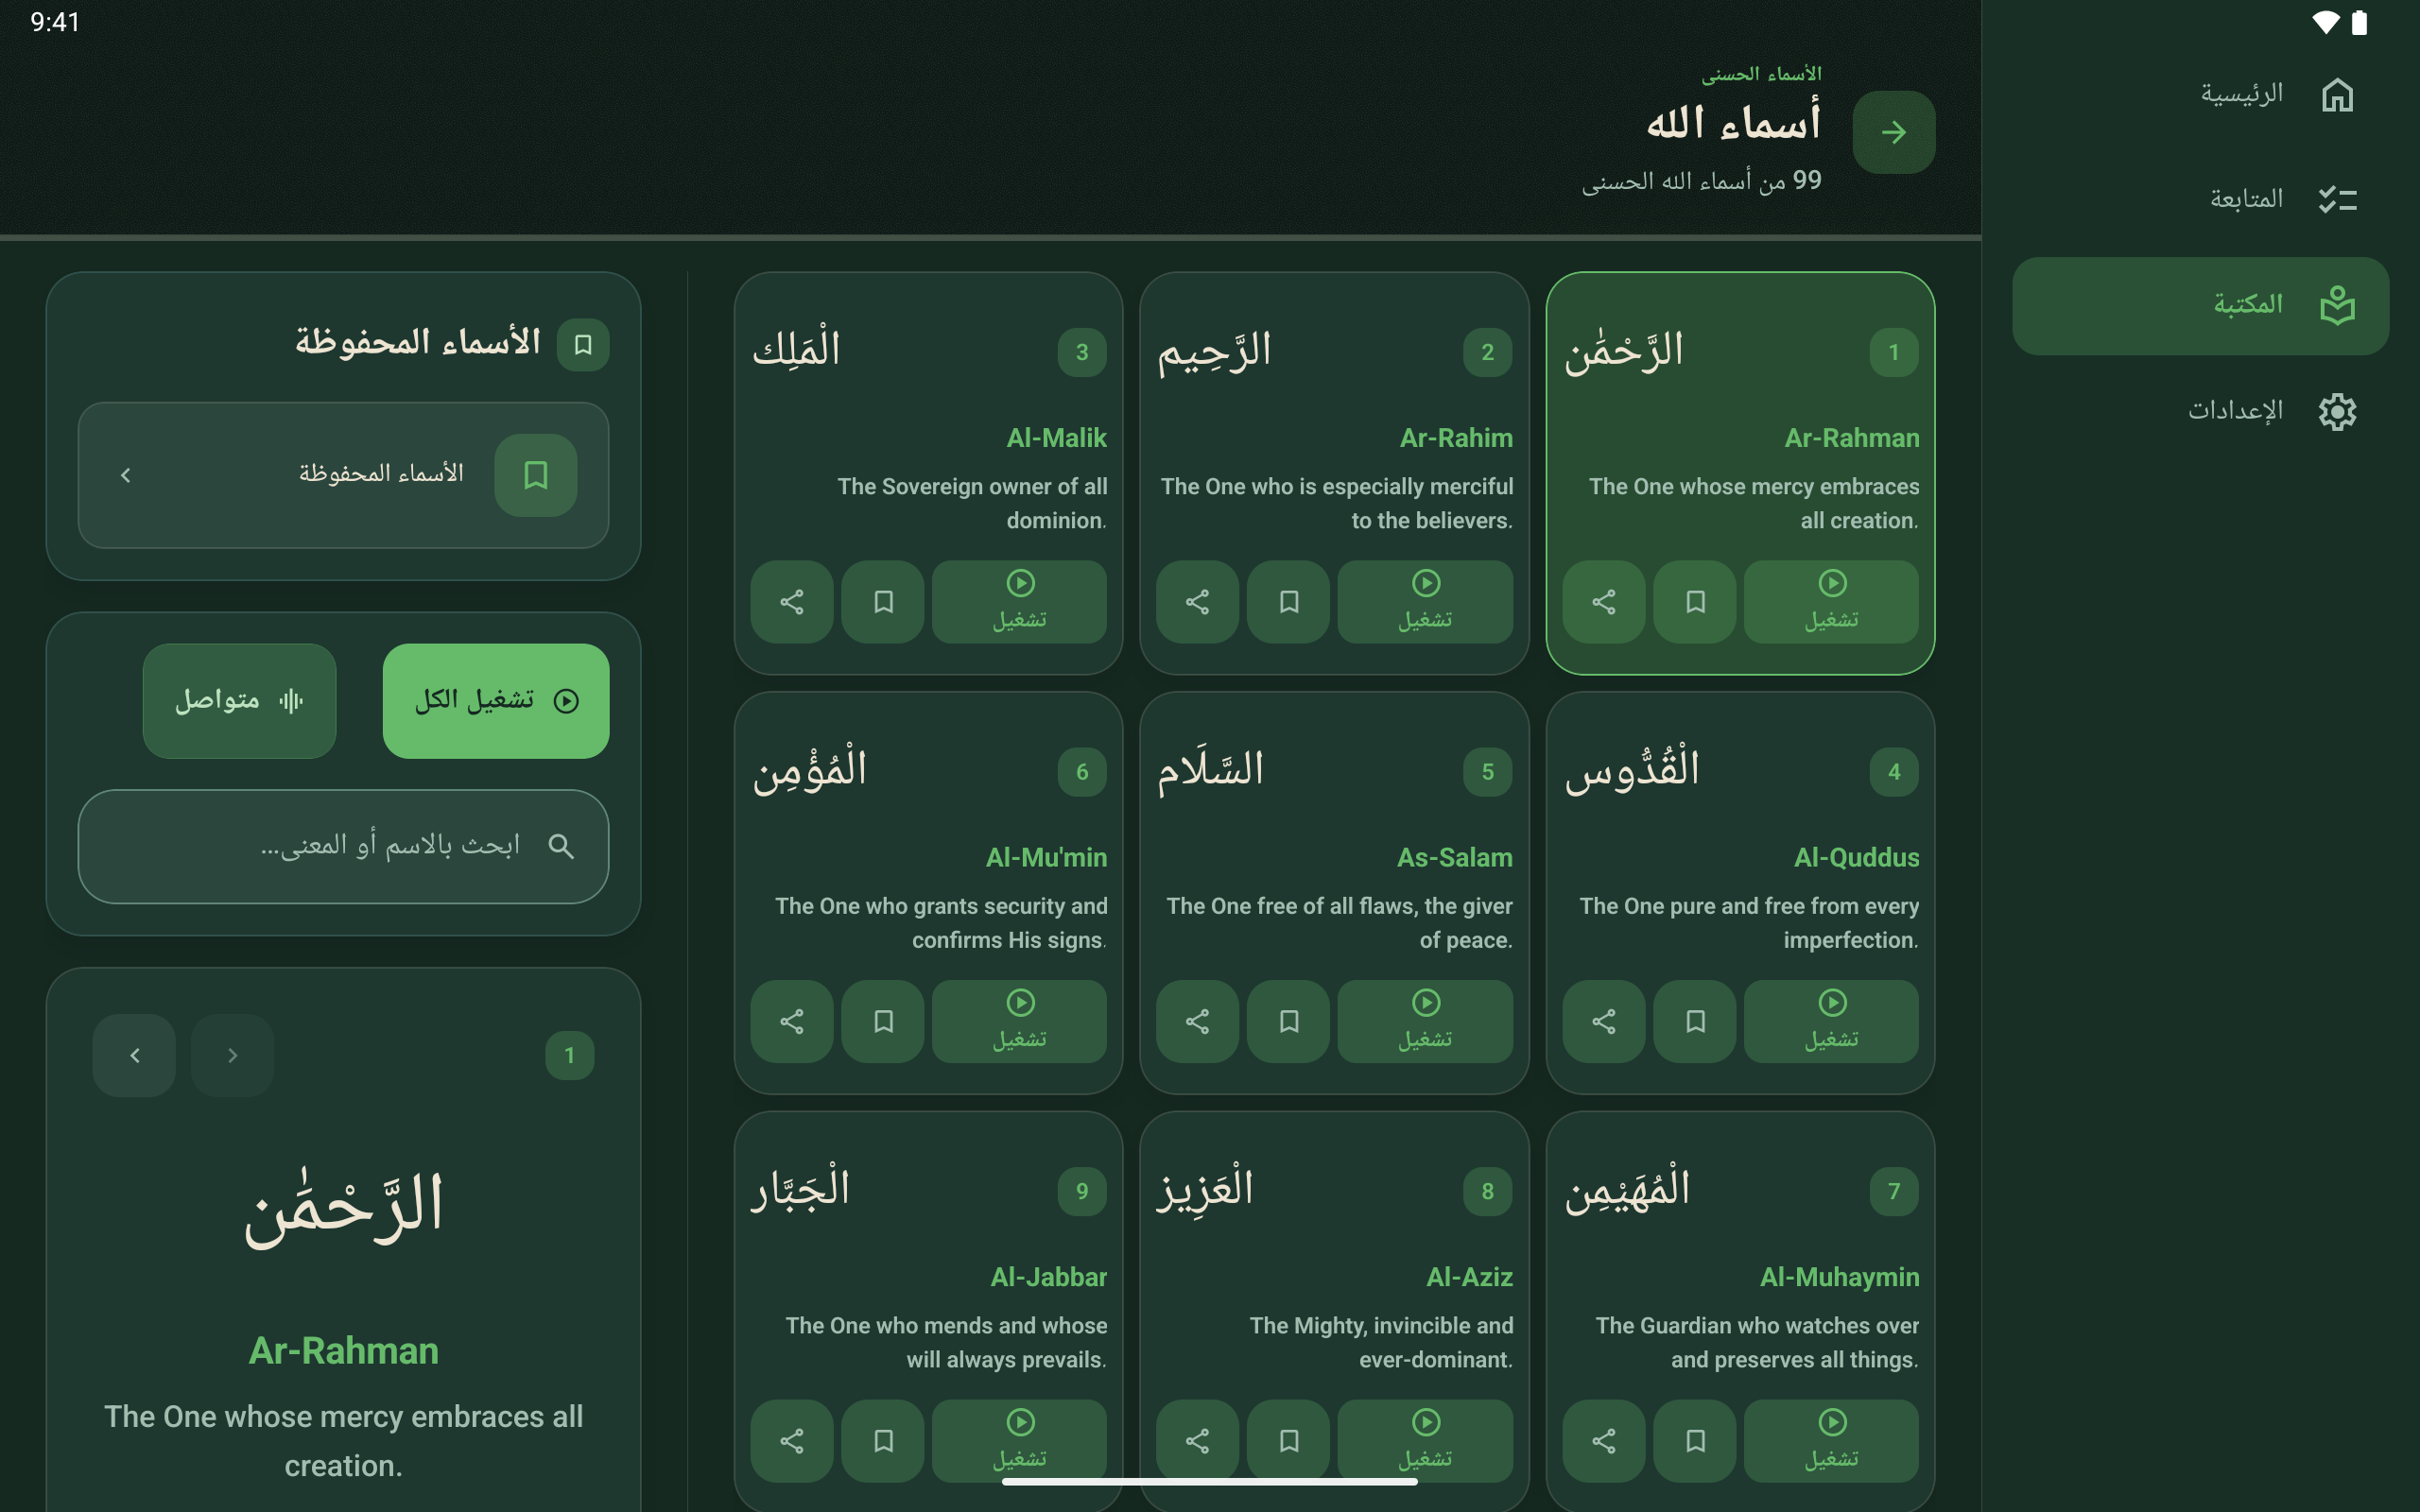 9:41
الرئيسية
المتابعة
المكتبة
الإعدادات
الأسماء الحسنى
أسماء الله
99 من أسماء الله الحسنى
1
الرَّحْمَٰن
Ar-Rahman
The One whose mercy embraces
all creation.
تشغيل
2
الرَّحِيم
Ar-Rahim
The One who is especially merciful
to the believers.
تشغيل
3
الْمَلِك
Al-Malik
The Sovereign owner of all
dominion.
تشغيل
4
الْقُدُّوس
Al-Quddus
The One pure and free from every
imperfection.
تشغيل
5
السَّلَام
As-Salam
The One free of all flaws, the giver
of peace.
تشغيل
6
الْمُؤْمِن
Al-Mu'min
The One who grants security and
confirms His signs.
تشغيل
7
الْمُهَيْمِن
Al-Muhaymin
The Guardian who watches over
and preserves all things.
تشغيل
8
الْعَزِيز
Al-Aziz
The Mighty, invincible and
ever-dominant.
تشغيل
9
الْجَبَّار
Al-Jabbar
The One who mends and whose
will always prevails.
تشغيل
الأسماء المحفوظة
الأسماء المحفوظة
تشغيل الكل
متواصل
ابحث بالاسم أو المعنى...
1
الرَّحْمَٰن
Ar-Rahman
The One whose mercy embraces all
creation.